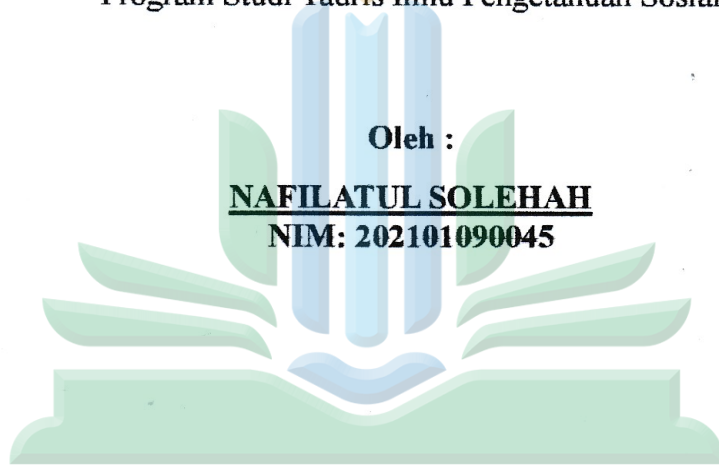 Program Studi Tadris Ilmu Pengetahuan Sosial
Oleh :
NAFILATUL SOLEHAH
NIM: 202101090045